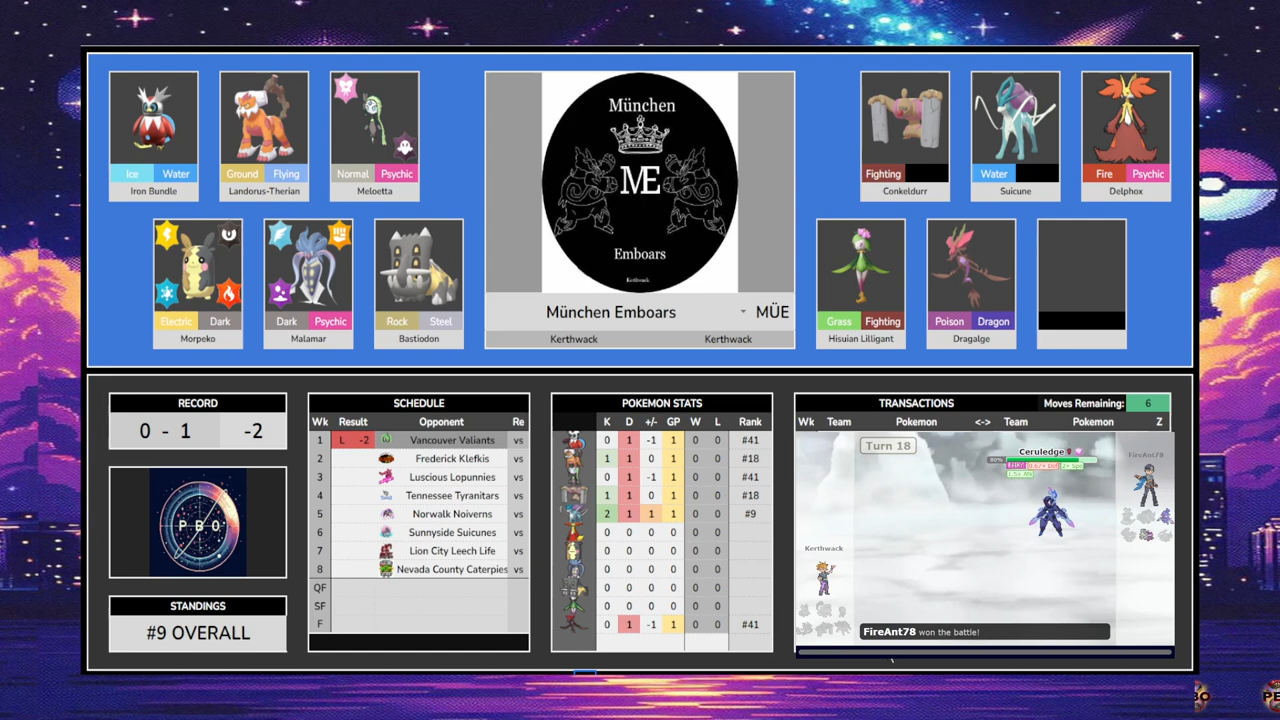 Ice Water
Iron Bundle
Ground Flying
Landorus-Therian
Normal Psychic
Meloetta
Electric Dark
Morpeko
Dark Psychic
Malamar
Rock Steel
Bastiodon
München
ME
Emboars
Kerthwack
München Emboars MÜE
Kerthwack Kerthwack
Fighting
Conkeldurr
Water
Suicune
Fire Psychic
Delphox
Grass Fighting
Hisuian Lilligant
Poison Dragon
Dragalge
RECORD
0 - 1 -2
PBO
STANDINGS
#9 OVERALL
SCHEDULE
Wk Result Opponent Re
1 L -2 Vancouver Valiants vs
2 Frederick Klefkis vs
3 Luscious Lopunnies vs
4 Tennessee Tyranitars vs
5 Norwalk Noiverns vs
6 Sunnyside Suicunes vs
7 Lion City Leech Life vs
8 Nevada County Caterpies vs
QF
SF
F
POKEMON STATS
K D +/- GP W L Rank
0 1 -1 1 0 0 #41
1 1 0 1 0 0 #18
0 1 -1 1 0 0 #41
1 1 0 1 0 0 #18
2 1 1 1 0 0 #9
0 0 0 0 0 0
0 0 0 0 0 0
0 0 0 0 0 0
0 0 0 0 0 0
0 0 0 0 0 0
0 1 -1 1 0 0 #41
TRANSACTIONS Moves Remaining: 6
Wk Team Pokemon <-> Team Pokemon Z
Turn 18
Ceruledge
80%
FireAnt78
Kerthwack
FireAnt78 won the battle!